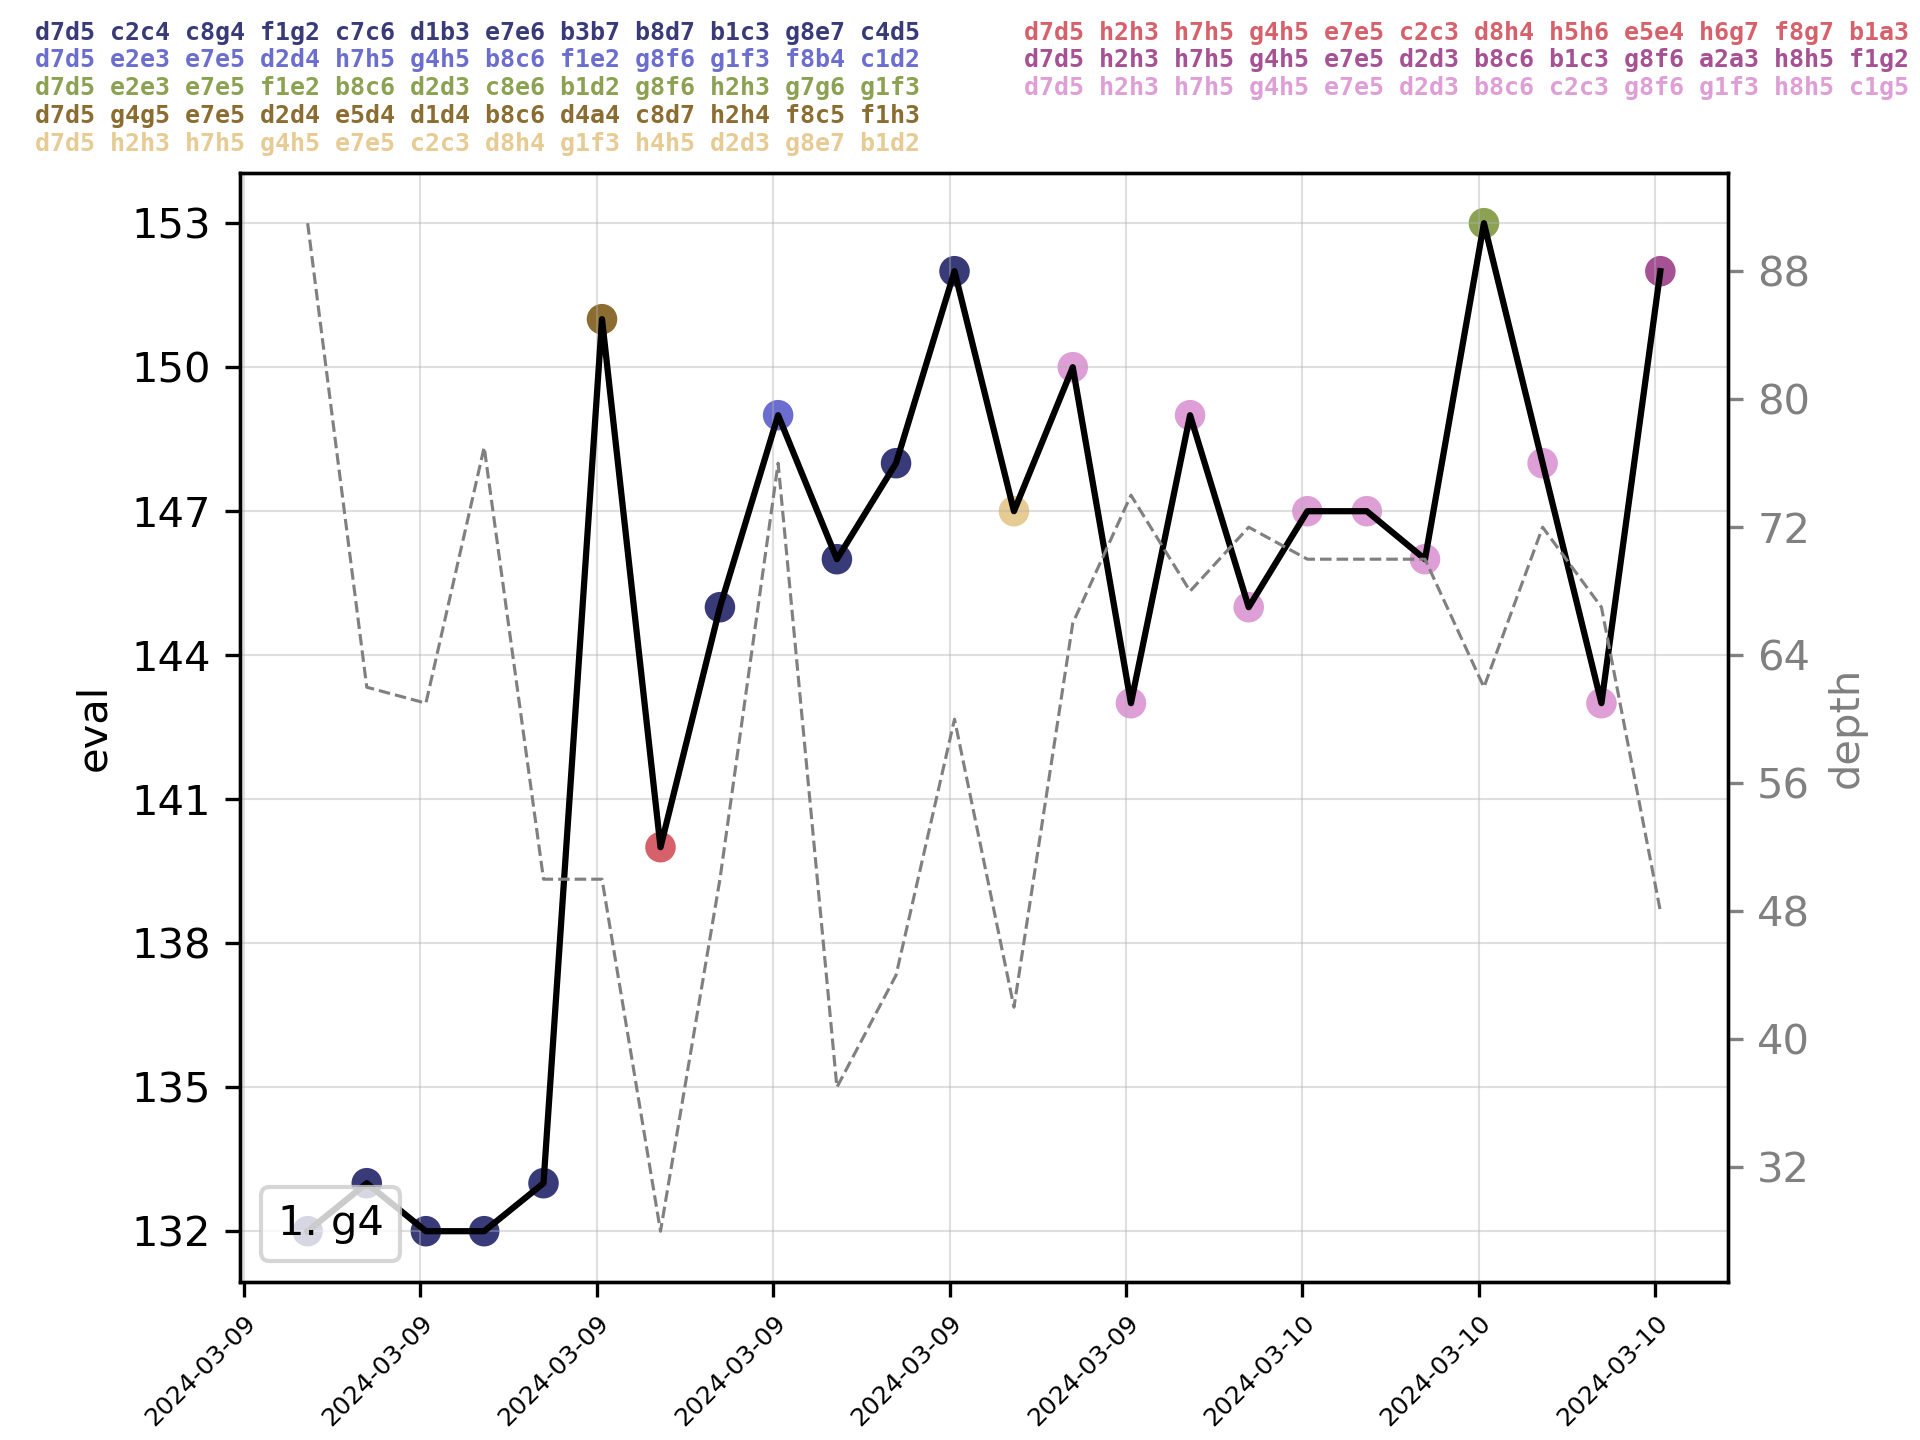 d7d5 c2c4 c8g4 f1g2 c7c6 d1b3 e7e6 b3b7 b8d7 b1c3 g8e7 c4d5
d7d5 e2e3 e7e5 d2d4 h7h5 g4h5 b8c6 f1e2 g8f6 g1f3 f8b4 c1d2
d7d5 e2e3 e7e5 f1e2 b8c6 d2d3 c8e6 b1d2 g8f6 h2h3 g7g6 g1f3
d7d5 g4g5 e7e5 d2d4 e5d4 d1d4 b8c6 d4a4 c8d7 h2h4 f8c5 f1h3
d7d5 h2h3 h7h5 g4h5 e7e5 c2c3 d8h4 g1f3 h4h5 d2d3 g8e7 b1d2
d7d5 h2h3 h7h5 g4h5 e7e5 c2c3 d8h4 h5h6 e5e4 h6g7 f8g7 b1a3
d7d5 h2h3 h7h5 g4h5 e7e5 d2d3 b8c6 b1c3 g8f6 a2a3 h8h5 f1g2
d7d5 h2h3 h7h5 g4h5 e7e5 d2d3 b8c6 c2c3 g8f6 g1f3 h8h5 c1g5
153
150
147
144
141
138
135
132
eval
88
80
72
64
56
48
40
32
depth
1. g4
2024-03-09
2024-03-09
2024-03-09
2024-03-09
2024-03-09
2024-03-09
2024-03-10
2024-03-10
2024-03-10